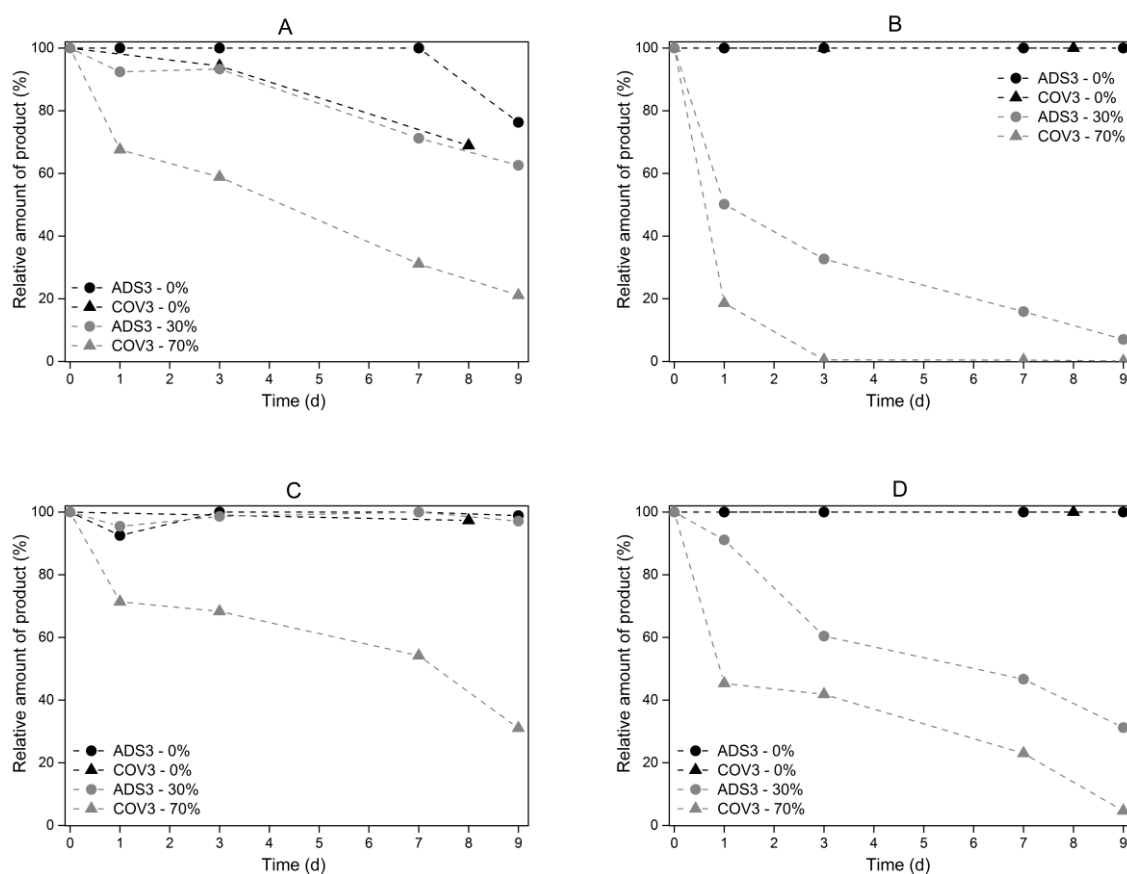 A
Relative amount of product (%)
100
80
60
40
20
0
ADS3 - 0%
COV3 - 0%
ADS3 - 30%
COV3 - 70%
0 1 2 3 4 5 6 7 8 9
Time (d)
B
Relative amount of product (%)
100
80
60
40
20
0
ADS3 - 0%
COV3 - 0%
ADS3 - 30%
COV3 - 70%
0 1 2 3 4 5 6 7 8 9
Time (d)
C
Relative amount of product (%)
100
80
60
40
20
0
ADS3 - 0%
COV3 - 0%
ADS3 - 30%
COV3 - 70%
0 1 2 3 4 5 6 7 8 9
Time (d)
D
Relative amount of product (%)
100
80
60
40
20
0
ADS3 - 0%
COV3 - 0%
ADS3 - 30%
COV3 - 70%
0 1 2 3 4 5 6 7 8 9
Time (d)